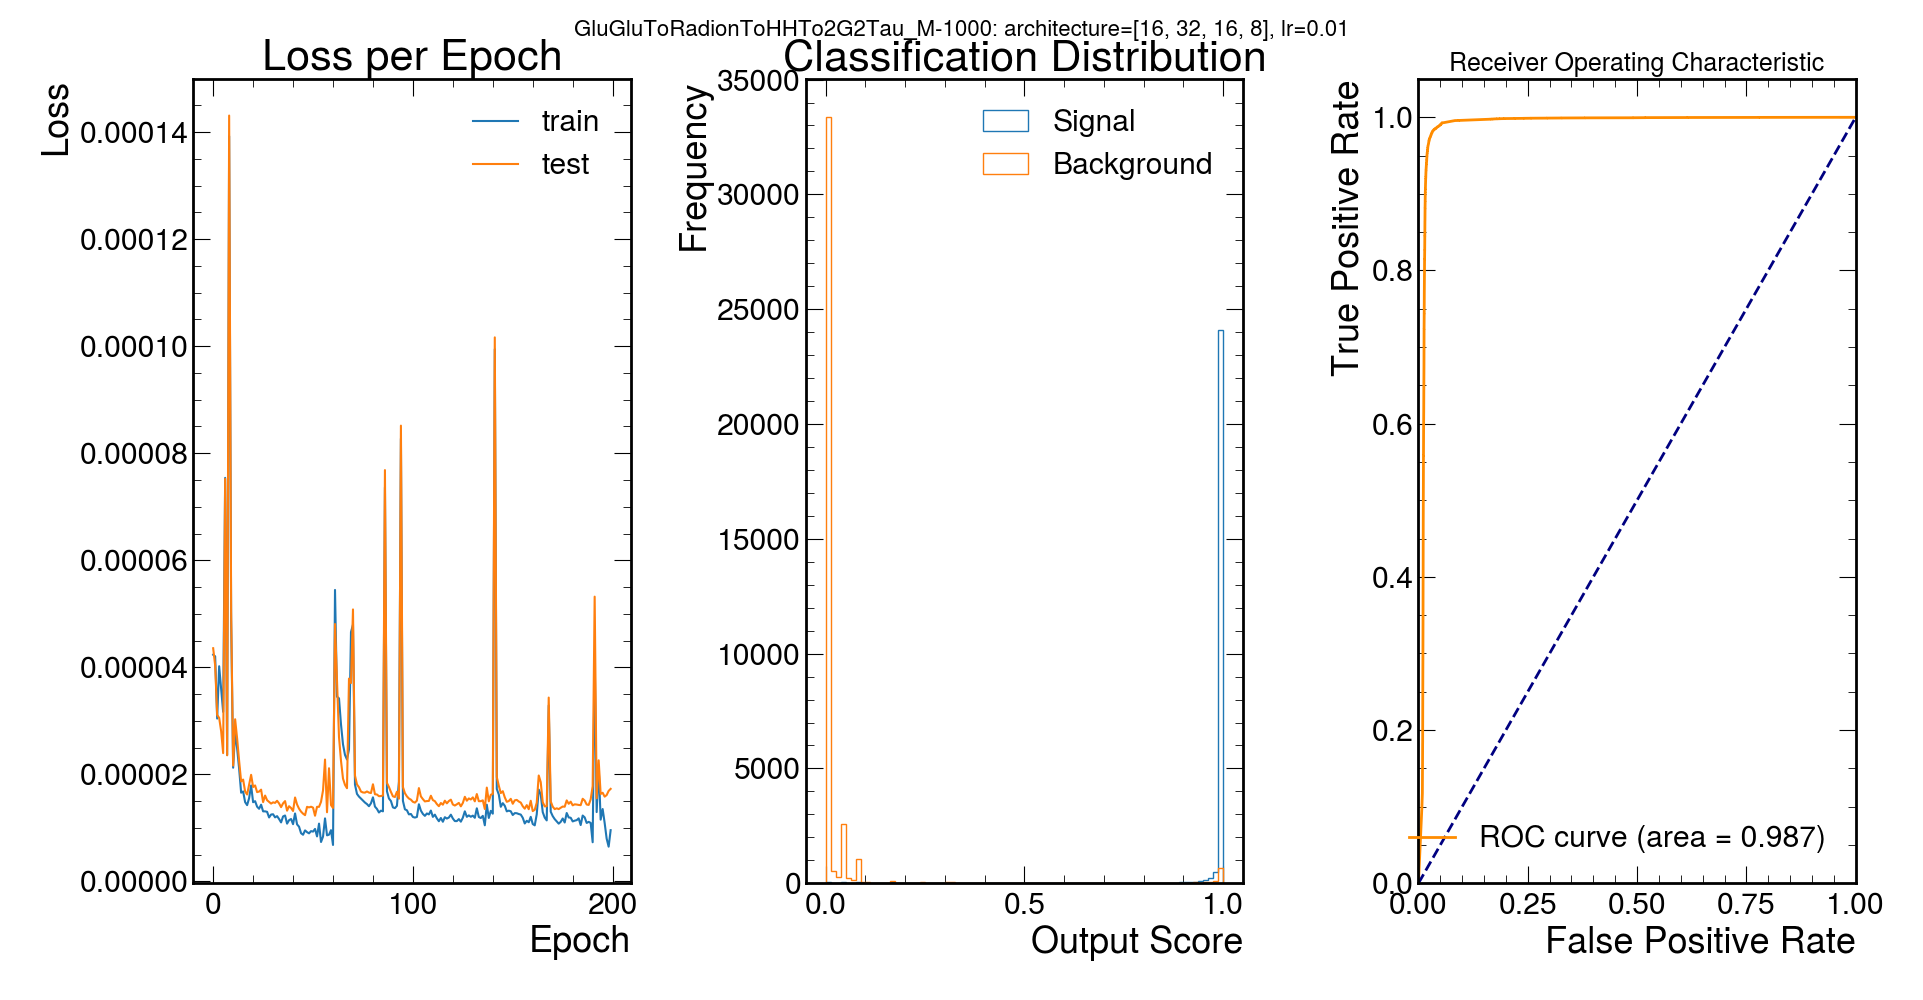 GluGluToRadionToHHTo2G2Tau_M-1000: architecture=[16, 32, 16, 8], lr=0.01
Loss per Epoch
Loss
0.00014
0.00012
0.00010
0.00008
0.00006
0.00004
0.00002
0.00000
train
test
0 100 200
Epoch
Classification Distribution
Frequency
35000
30000
25000
20000
15000
10000
5000
0
Signal
Background
0.0 0.5 1.0
Output Score
Receiver Operating Characteristic
True Positive Rate
1.0
0.8
0.6
0.4
0.2
0.0
ROC curve (area = 0.987)
0.00 0.25 0.50 0.75 1.00
False Positive Rate